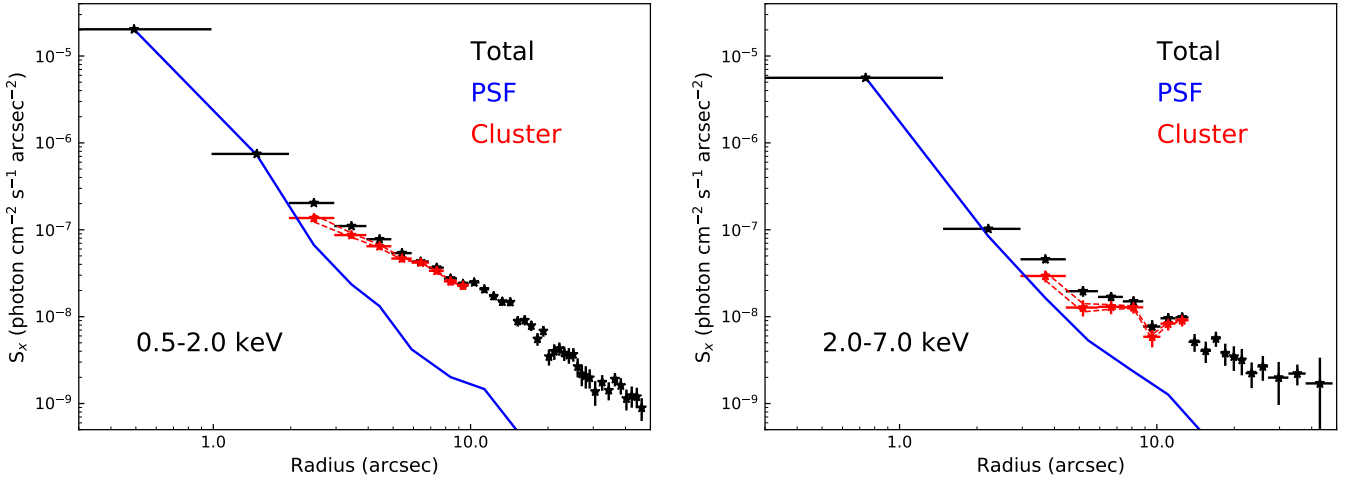 Total
PSF
Cluster
0.5-2.0 keV
S_x (photon cm⁻² s⁻¹ arcsec⁻²)
10⁻⁵
10⁻⁶
10⁻⁷
10⁻⁸
10⁻⁹
1.0
10.0
Radius (arcsec)
Total
PSF
Cluster
2.0-7.0 keV
S_x (photon cm⁻² s⁻¹ arcsec⁻²)
10⁻⁵
10⁻⁶
10⁻⁷
10⁻⁸
10⁻⁹
1.0
10.0
Radius (arcsec)